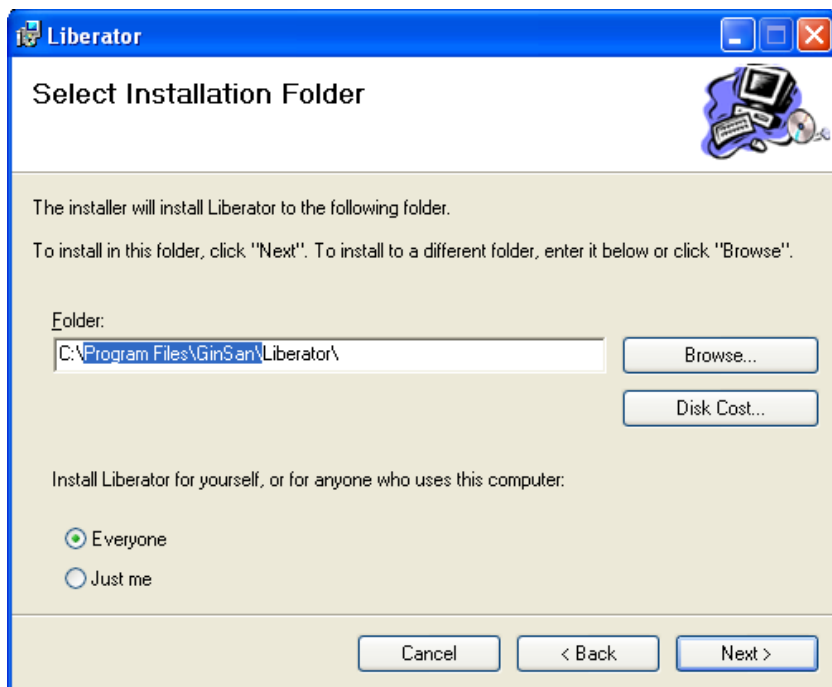 Liberator
Select Installation Folder
The installer will install Liberator to the following folder.
To install in this folder, click "Next". To install to a different folder, enter it below or click "Browse".
Folder:
C:\Program Files\GinSan\Liberator\
Browse...
Disk Cost...
Install Liberator for yourself, or for anyone who uses this computer:
Everyone
Just me
Cancel
< Back
Next >